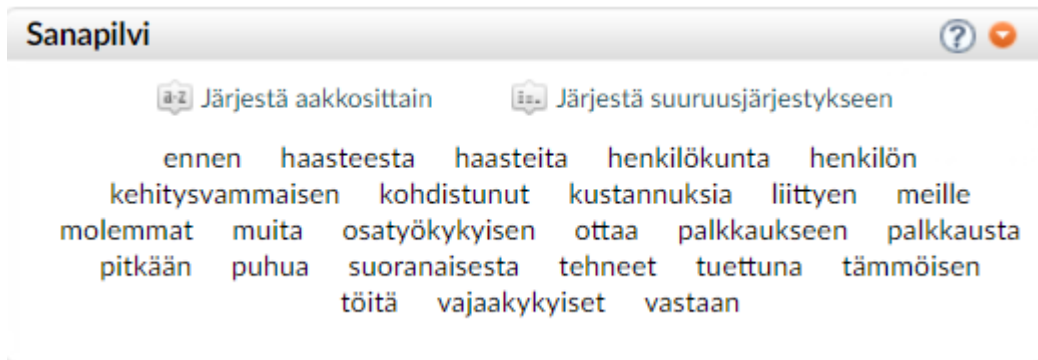 Sanapilvi
Järjestä aakkosittain Järjestä suuruusjärjestykseen
ennen haasteesta haasteita henkilökunta henkilön
kehitysvammaisen kohdistunut kustannuksia liittyen meille
molemmat muita osatyökykyisen ottaa palkkaukseen palkkausta
pitkään puhua suoranaisesta tehneet tuettuna tämmöisen
töitä vajaakykyiset vastaan